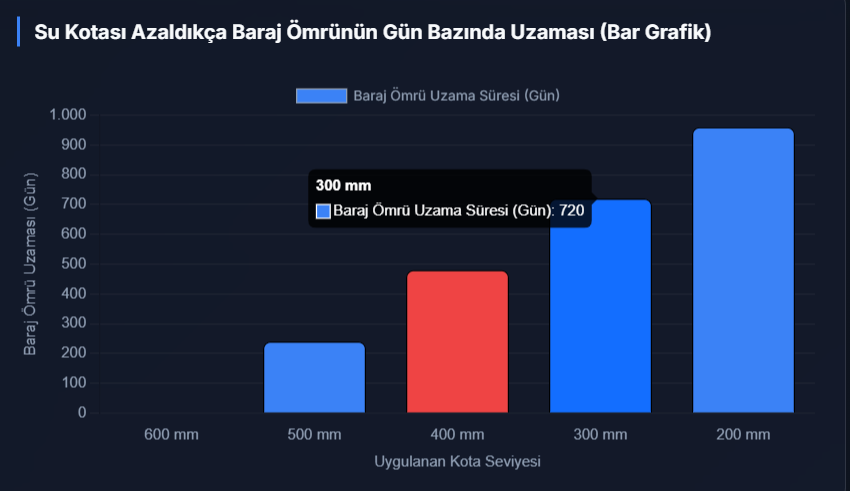 Su Kotası Azaldıkça Baraj Ömrünün Gün Bazında Uzaması (Bar Grafik)
Baraj Ömrü Uzama Süresi (Gün)
Baraj Ömrü Uzaması (Gün)
1.000
900
800
700
600
500
400
300
200
100
0
300 mm
Baraj Ömrü Uzama Süresi (Gün): 720
600 mm
500 mm
400 mm
300 mm
200 mm
Uygulanan Kota Seviyesi